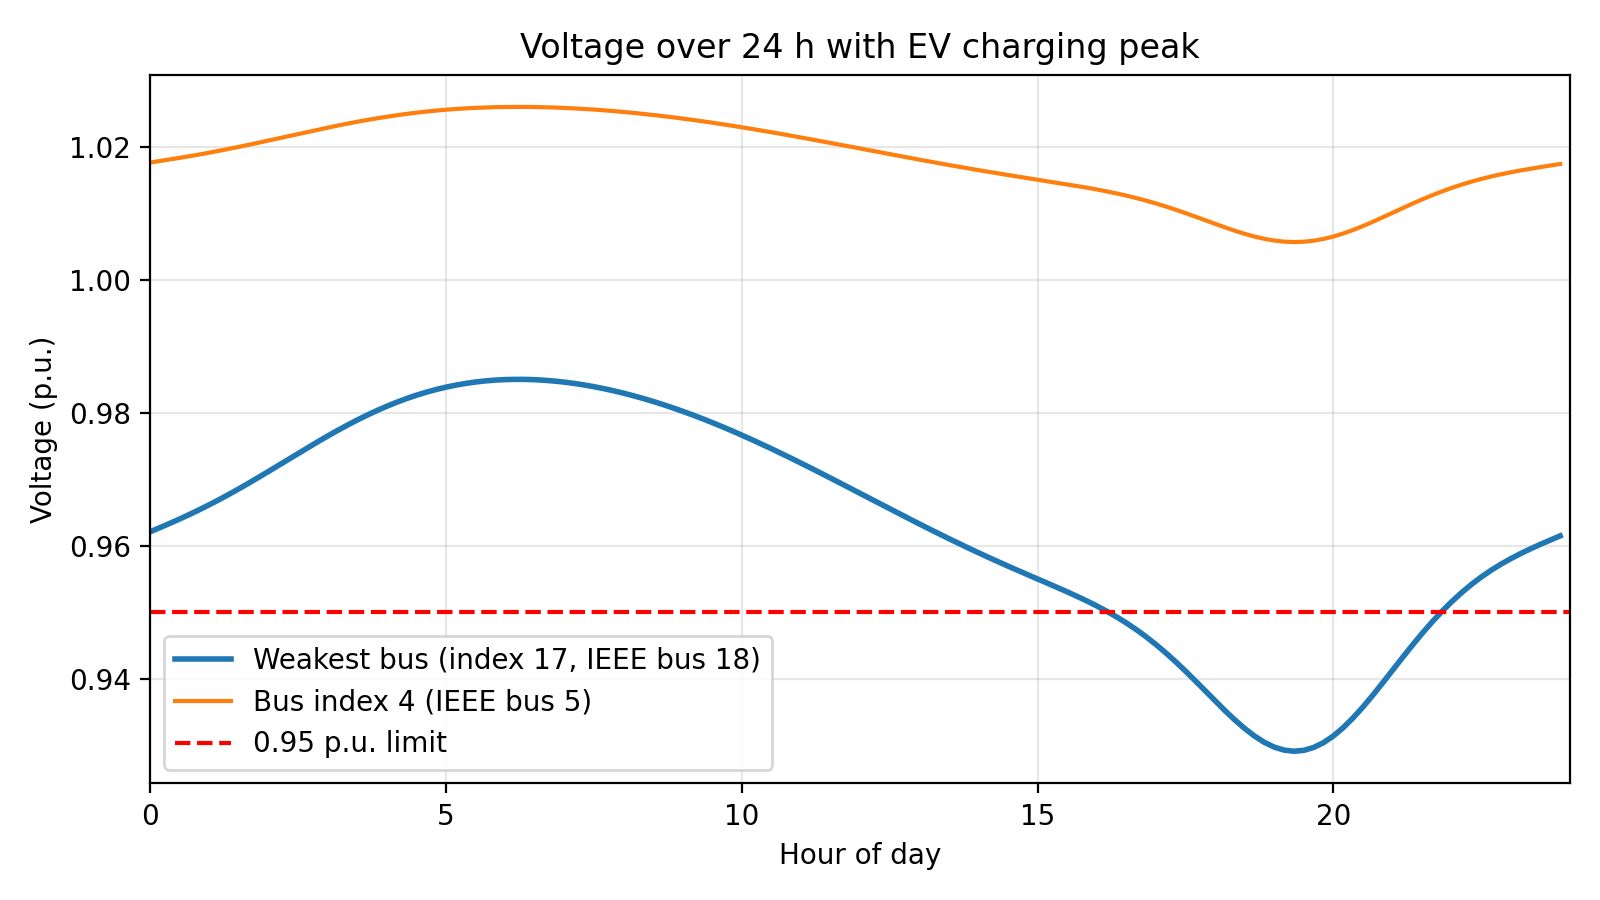 Voltage over 24 h with EV charging peak
Voltage (p.u.)
1.02
1.00
0.98
0.96
0.94
Weakest bus (index 17, IEEE bus 18)
Bus index 4 (IEEE bus 5)
0.95 p.u. limit
0 5 10 15 20
Hour of day